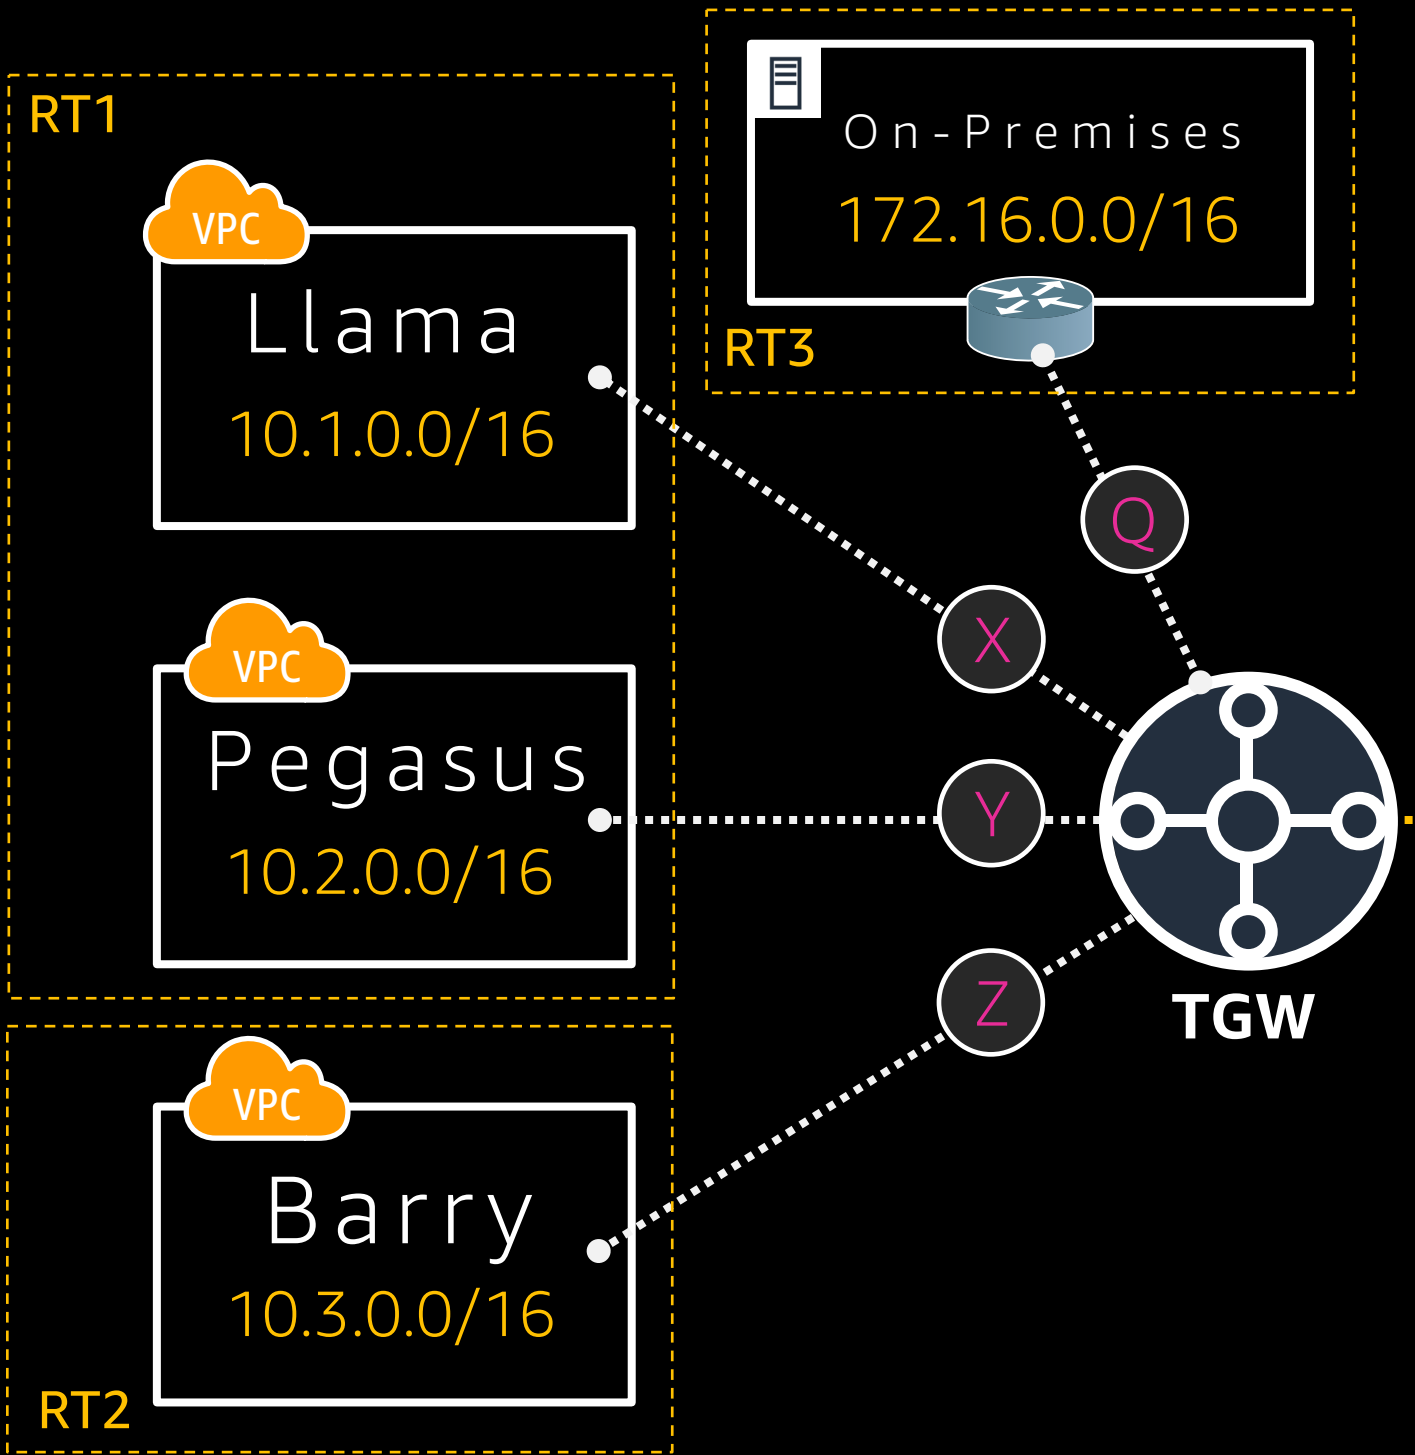 RT1
VPC
Llama
10.1.0.0/16
VPC
Pegasus
10.2.0.0/16
VPC
Barry
10.3.0.0/16
RT2
On-Premises
172.16.0.0/16
RT3
Q
X
Y
Z
TGW